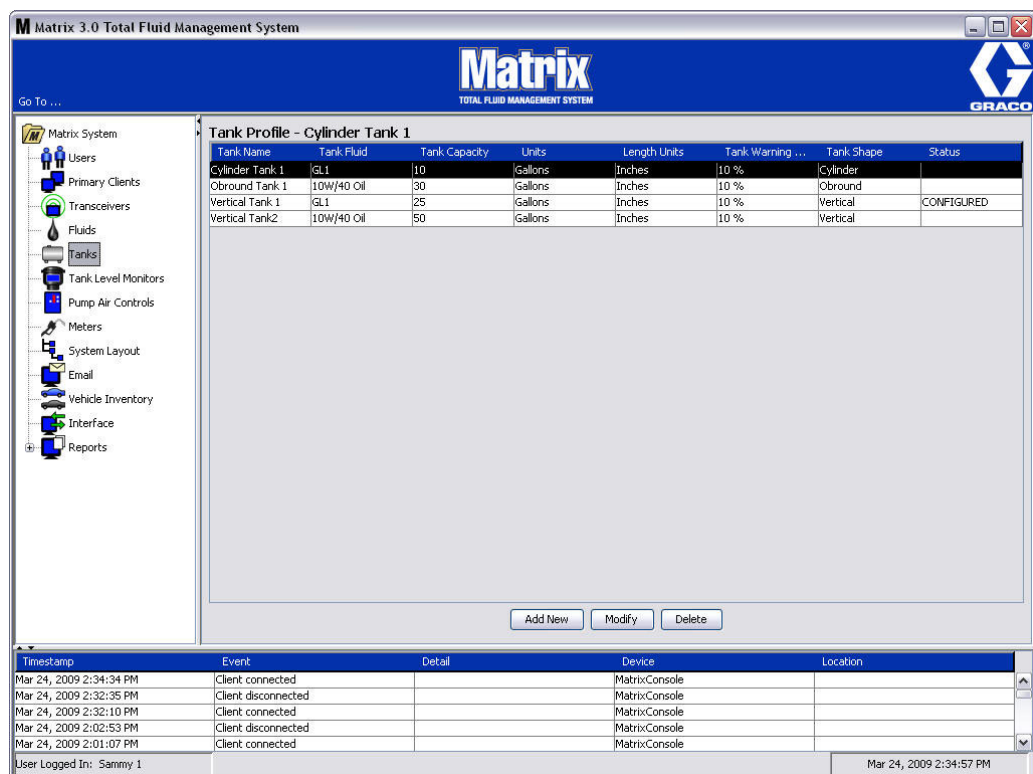 Matrix 3.0 Total Fluid Management System
Matrix
TOTAL FLUID MANAGEMENT SYSTEM
GRACO
Go To ...
Matrix System
Users
Primary Clients
Transceivers
Fluids
Tanks
Tank Level Monitors
Pump Air Controls
Meters
System Layout
Email
Vehicle Inventory
Interface
Reports
Tank Profile - Cylinder Tank 1
Tank Name Tank Fluid Tank Capacity Units Length Units Tank Warning ... Tank Shape Status
Cylinder Tank 1 GL1 10 Gallons Inches 10 % Cylinder
Obround Tank 1 10W/40 Oil 30 Gallons Inches 10 % Obround
Vertical Tank 1 GL1 25 Gallons Inches 10 % Vertical CONFIGURED
Vertical Tank2 10W/40 Oil 50 Gallons Inches 10 % Vertical
Add New Modify Delete
Timestamp Event Detail Device Location
Mar 24, 2009 2:34:34 PM Client connected MatrixConsole
Mar 24, 2009 2:32:35 PM Client disconnected MatrixConsole
Mar 24, 2009 2:32:10 PM Client connected MatrixConsole
Mar 24, 2009 2:02:53 PM Client disconnected MatrixConsole
Mar 24, 2009 2:01:07 PM Client connected MatrixConsole
User Logged In: Sammy 1 Mar 24, 2009 2:34:57 PM